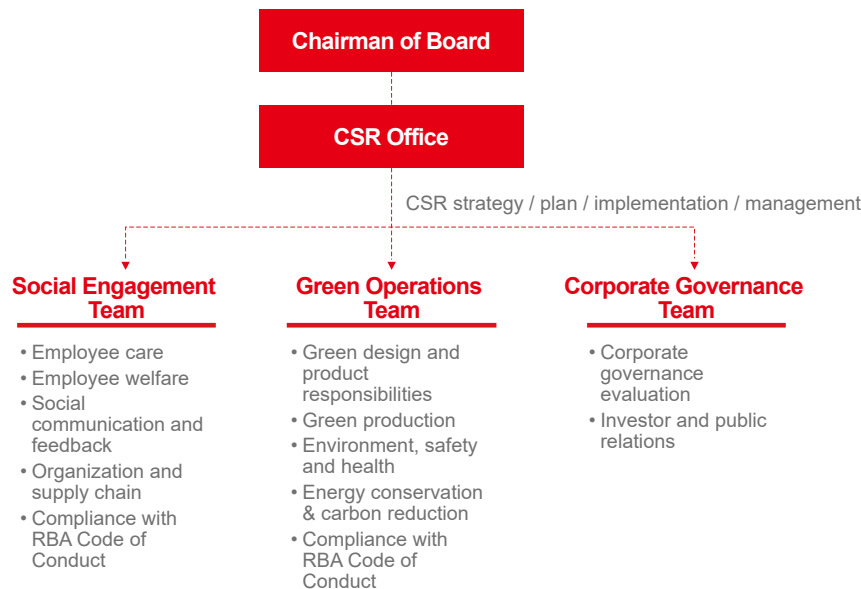 Chairman of Board
CSR Office
CSR strategy / plan / implementation / management
Social Engagement
Team
• Employee care
• Employee welfare
• Social
communication and
feedback
• Organization and
supply chain
• Compliance with
RBA Code of
Conduct
Green Operations
Team
• Green design and
product
responsibilities
• Green production
• Environment, safety
and health
• Energy conservation
& carbon reduction
• Compliance with
RBA Code of
Conduct
Corporate Governance
Team
• Corporate
governance
evaluation
• Investor and public
relations